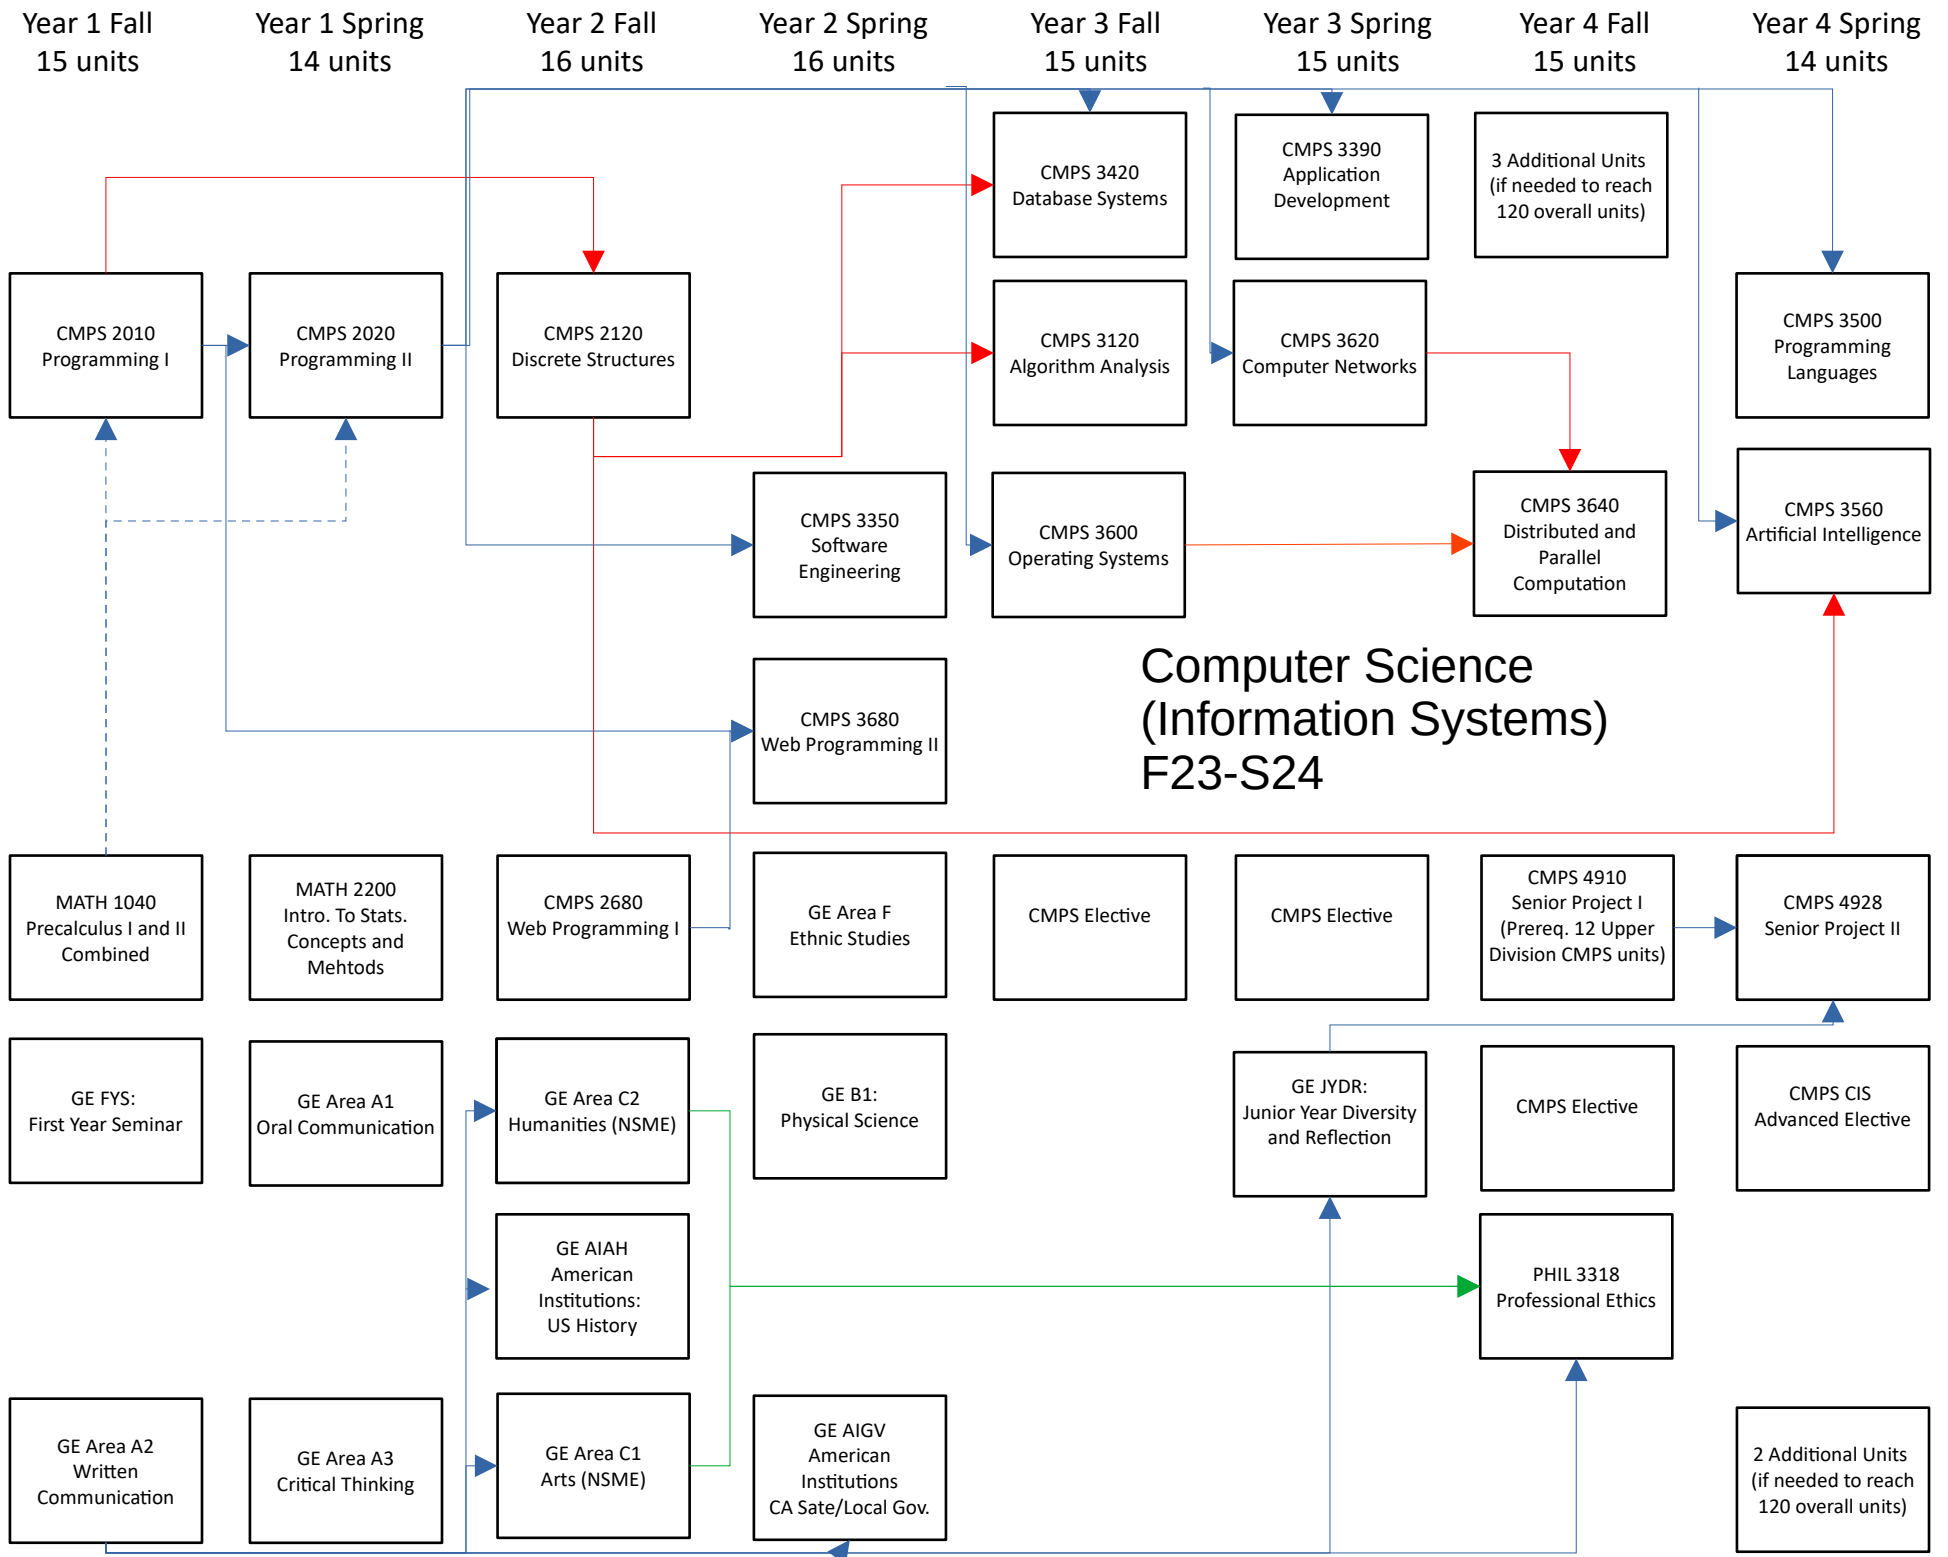 Year 1 Fall
15 units
Year 1 Spring
14 units
Year 2 Fall
16 units
Year 2 Spring
16 units
Year 3 Fall
15 units
Year 3 Spring
15 units
Year 4 Fall
15 units
Year 4 Spring
14 units
CMPS 3420
Database Systems
CMPS 3390
Application
Development
3 Additional Units
(if needed to reach
120 overall units)
CMPS 2010
Programming I
CMPS 2020
Programming II
CMPS 2120
Discrete Structures
CMPS 3120
Algorithm Analysis
CMPS 3620
Computer Networks
CMPS 3500
Programming
Languages
CMPS 3350
Software
Engineering
CMPS 3600
Operating Systems
CMPS 3640
Distributed and
Parallel
Computation
CMPS 3560
Artificial Intelligence
CMPS 3680
Web Programming II
Computer Science
(Information Systems)
F23-S24
MATH 1040
Precalculus I and II
Combined
MATH 2200
Intro. To Stats.
Concepts and
Mehtods
CMPS 2680
Web Programming I
GE Area F
Ethnic Studies
CMPS Elective
CMPS Elective
CMPS 4910
Senior Project I
(Prereq. 12 Upper
Division CMPS units)
CMPS 4928
Senior Project II
GE FYS:
First Year Seminar
GE Area A1
Oral Communication
GE Area C2
Humanities (NSME)
GE B1:
Physical Science
GE JYDR:
Junior Year Diversity
and Reflection
CMPS Elective
CMPS CIS
Advanced Elective
GE AIAH
American
Institutions:
US History
PHIL 3318
Professional Ethics
GE Area A2
Written
Communication
GE Area A3
Critical Thinking
GE Area C1
Arts (NSME)
GE AIGV
American
Institutions
CA Sate/Local Gov.
2 Additional Units
(if needed to reach
120 overall units)